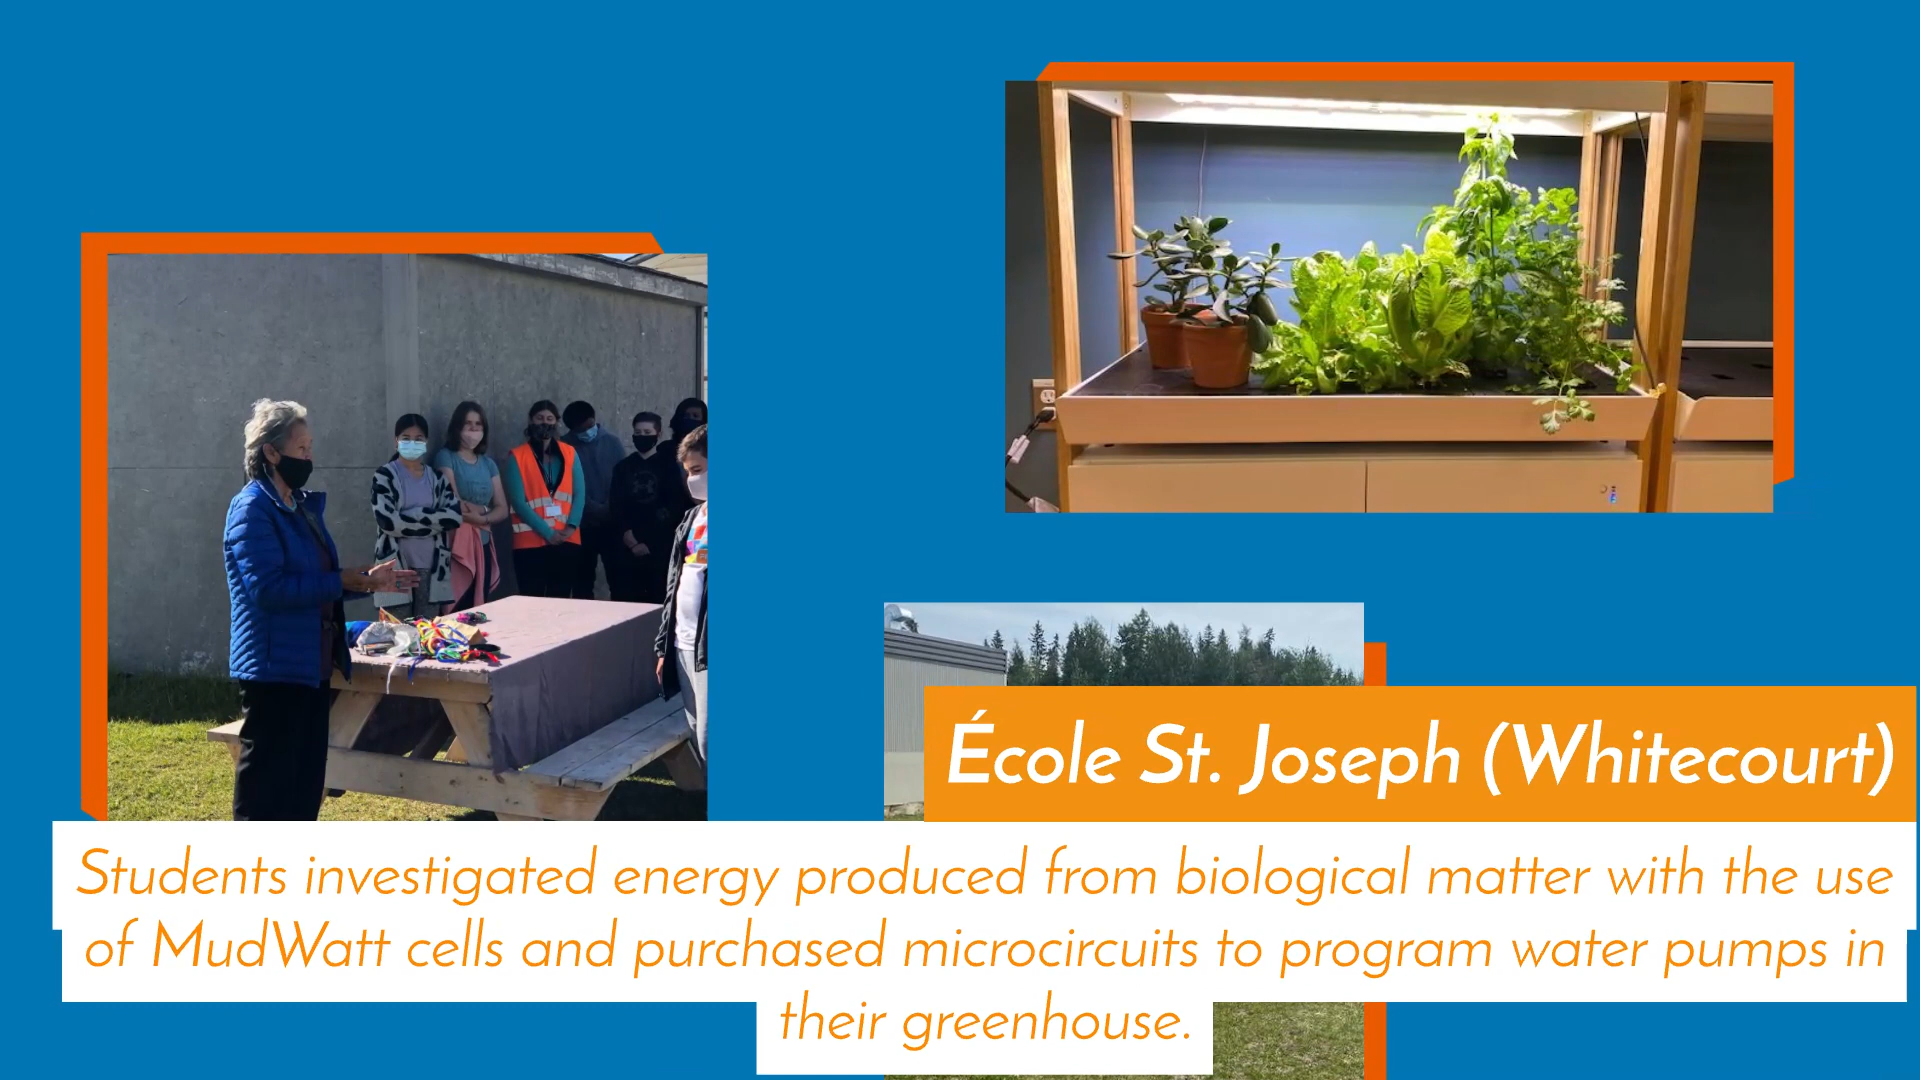 École St. Joseph (Whitecourt)
Students investigated energy produced from biological matter with the use
of MudWatt cells and purchased microcircuits to program water pumps in
their greenhouse.